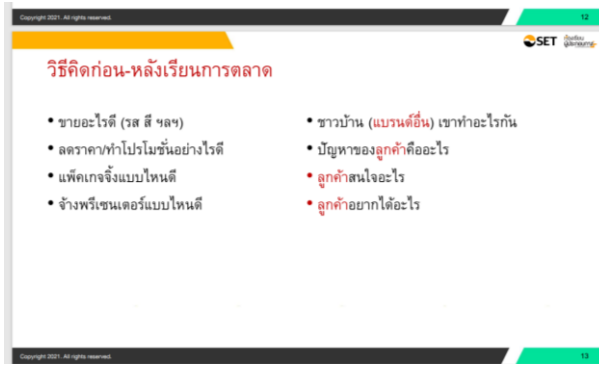 Copyright 2021. All rights reserved.
12
SET
วิธีคิดก่อน-หลังเรียนการตลาด
• ขายอะไรดี (รส สี ฯลฯ)
• ลดราคา/ทำโปรโมชั่นอย่างไรดี
• แพ็คเกจจิ้งแบบไหนดี
• จ้างพรีเซนเตอร์แบบไหนดี
• ชาวบ้าน (แบรนด์อื่น) เขาทำอะไรกัน
• ปัญหาของลูกค้าคืออะไร
• ลูกค้าสนใจอะไร
• ลูกค้าอยากได้อะไร
Copyright 2021. All rights reserved.
13